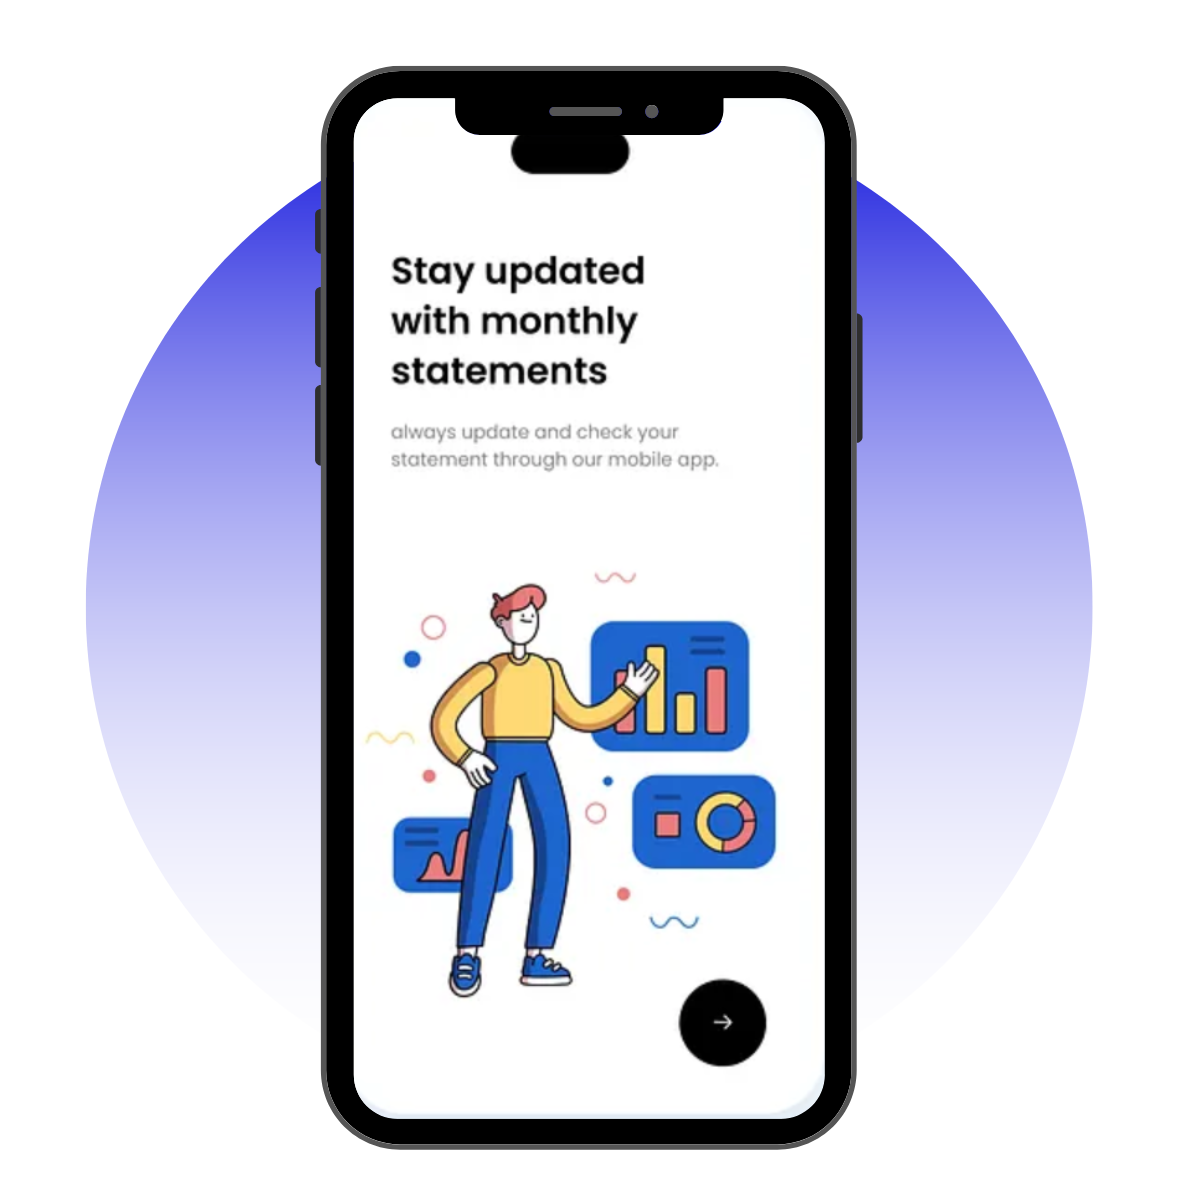 Stay updated
with monthly
statements
always update and check your
statement through our mobile app.